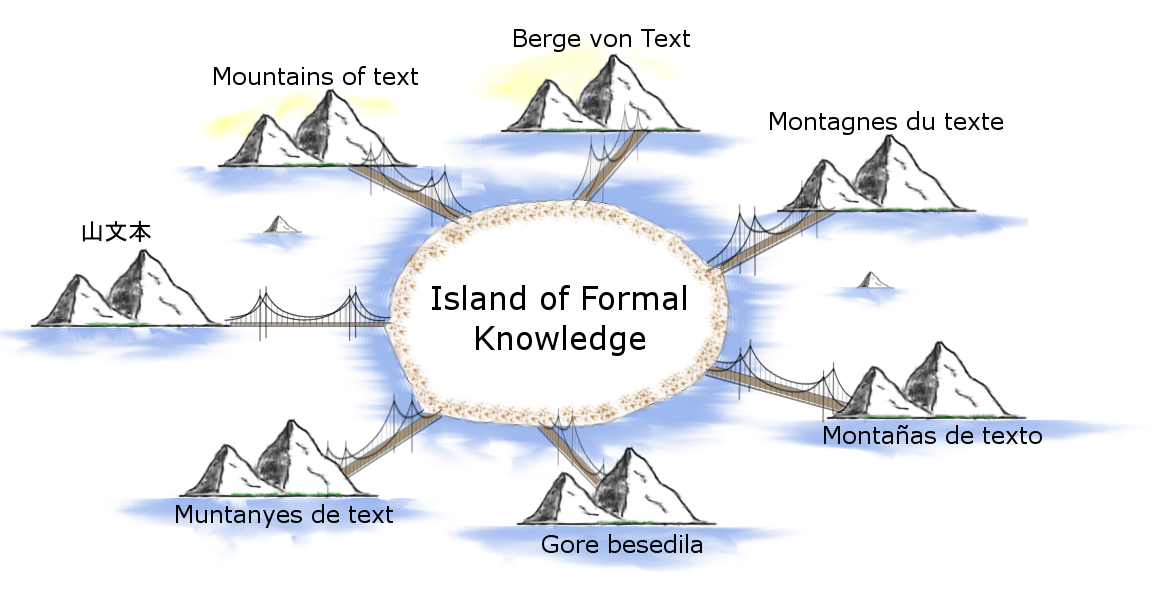 Berge von Text
Mountains of text
Montagnes du texte
山文本
Island of Formal
Knowledge
Montañas de texto
Muntanyes de text
Gore besedila